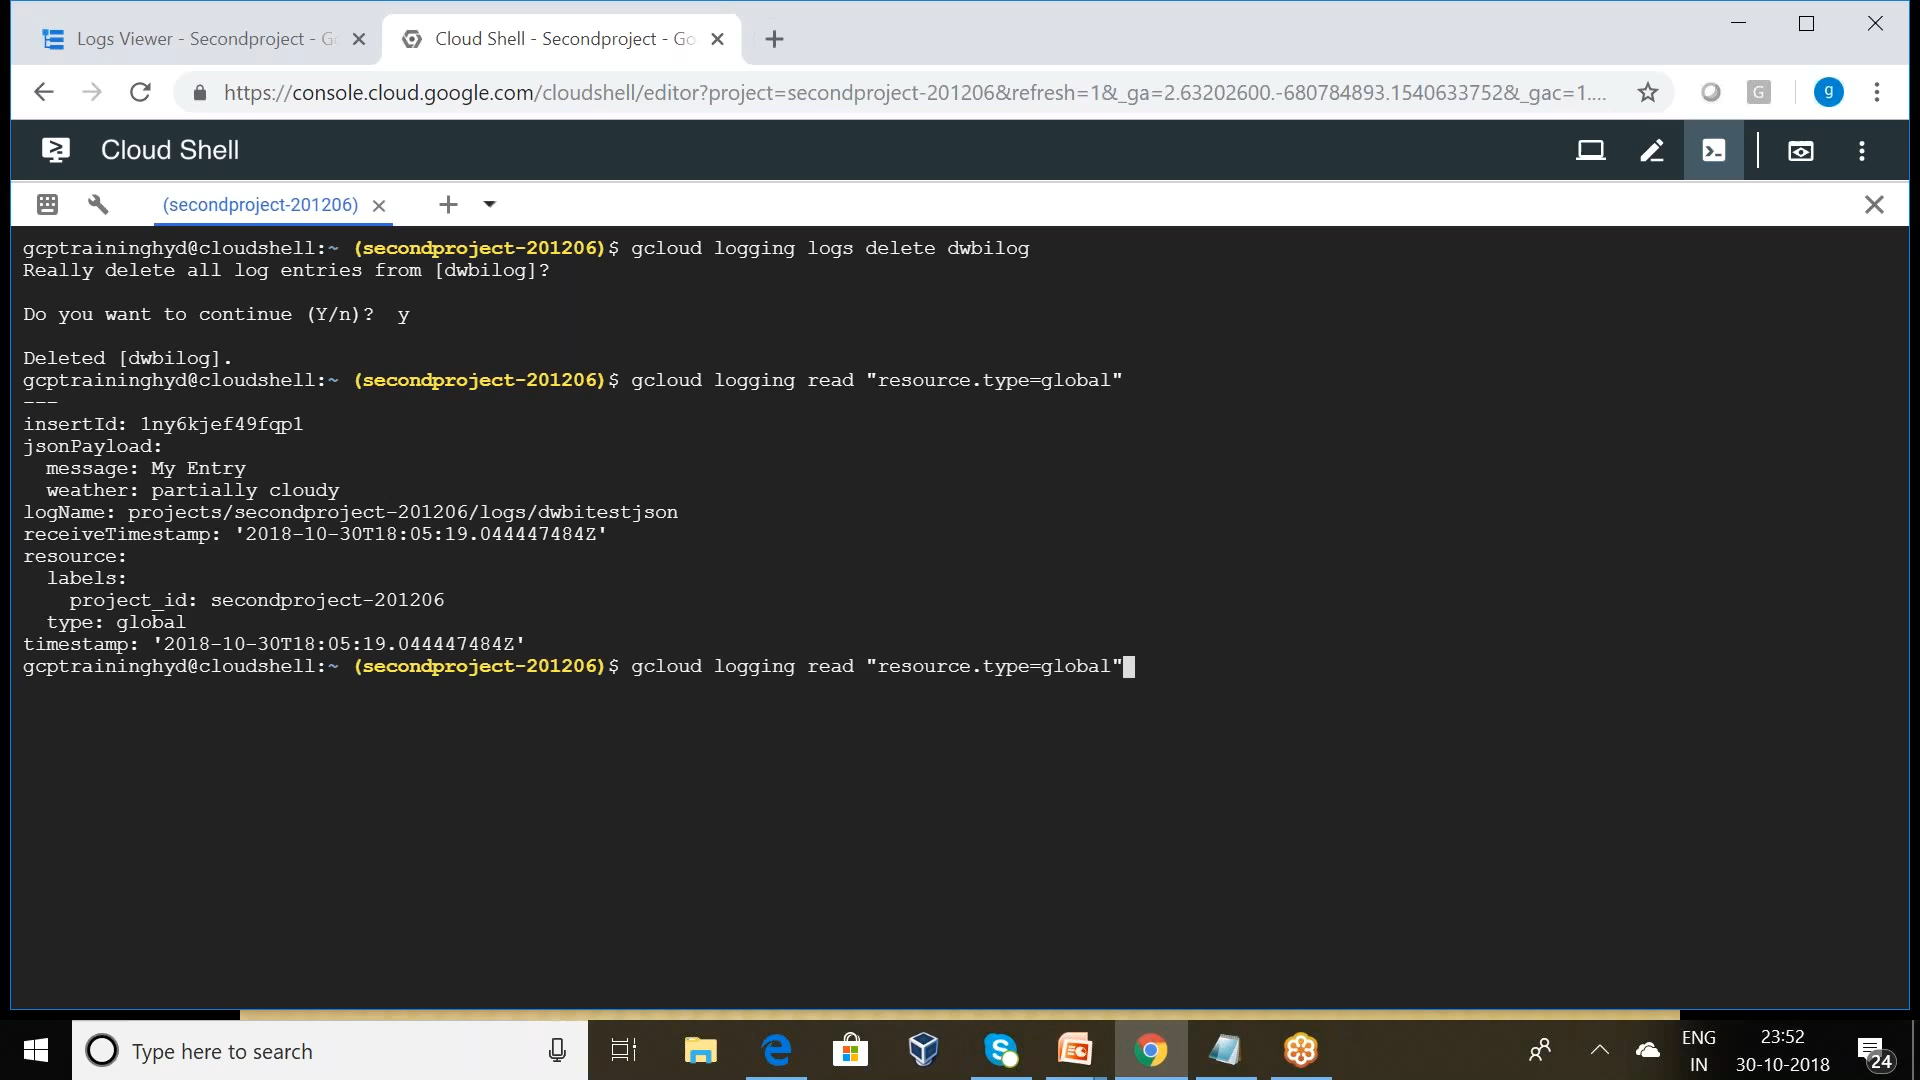 Logs Viewer - Secondproject - Go
Cloud Shell - Secondproject - Go
https://console.cloud.google.com/cloudshell/editor?project=secondproject-201206&refresh=1&_ga=2.63202600.-680784893.1540633752&_gac=1....
G
g
Cloud Shell
(secondproject-201206)
gcptraininghyd@cloudshell:~ (secondproject-201206)$ gcloud logging logs delete dwbilog
Really delete all log entries from [dwbilog]?
Do you want to continue (Y/n)?  y
Deleted [dwbilog].
gcptraininghyd@cloudshell:~ (secondproject-201206)$ gcloud logging read "resource.type=global"
---
insertId: 1ny6kjef49fqp1
jsonPayload:
  message: My Entry
  weather: partially cloudy
logName: projects/secondproject-201206/logs/dwbitestjson
receiveTimestamp: '2018-10-30T18:05:19.044447484Z'
resource:
  labels:
    project_id: secondproject-201206
  type: global
timestamp: '2018-10-30T18:05:19.044447484Z'
gcptraininghyd@cloudshell:~ (secondproject-201206)$ gcloud logging read "resource.type=global"
Type here to search
ENG
IN
23:52
30-10-2018
24